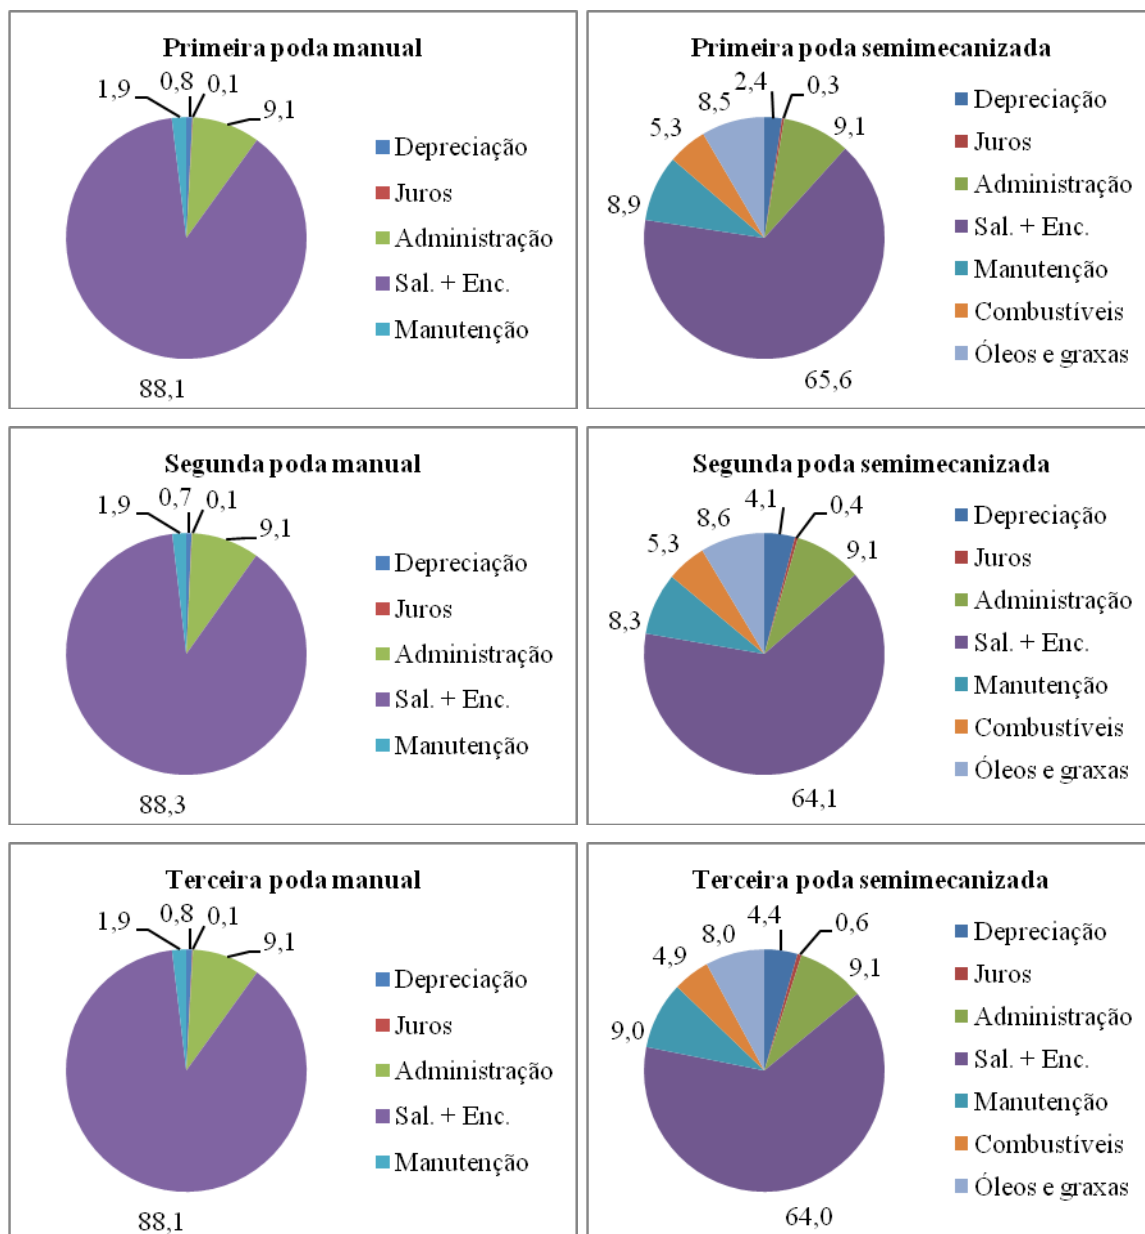 Primeira poda manual
0,8
0,1
1,9
9,1
88,1
Depreciação
Juros
Administração
Sal. + Enc.
Manutenção
Primeira poda semimecanizada
2,4
0,3
8,5
9,1
5,3
8,9
65,6
Depreciação
Juros
Administração
Sal. + Enc.
Manutenção
Combustíveis
Óleos e graxas
Segunda poda manual
0,7
0,1
1,9
9,1
88,3
Depreciação
Juros
Administração
Sal. + Enc.
Manutenção
Segunda poda semimecanizada
4,1
0,4
8,6
9,1
5,3
8,3
64,1
Depreciação
Juros
Administração
Sal. + Enc.
Manutenção
Combustíveis
Óleos e graxas
Terceira poda manual
0,8
0,1
1,9
9,1
88,1
Depreciação
Juros
Administração
Sal. + Enc.
Manutenção
Terceira poda semimecanizada
4,4
0,6
8,0
9,1
4,9
9,0
64,0
Depreciação
Juros
Administração
Sal. + Enc.
Manutenção
Combustíveis
Óleos e graxas